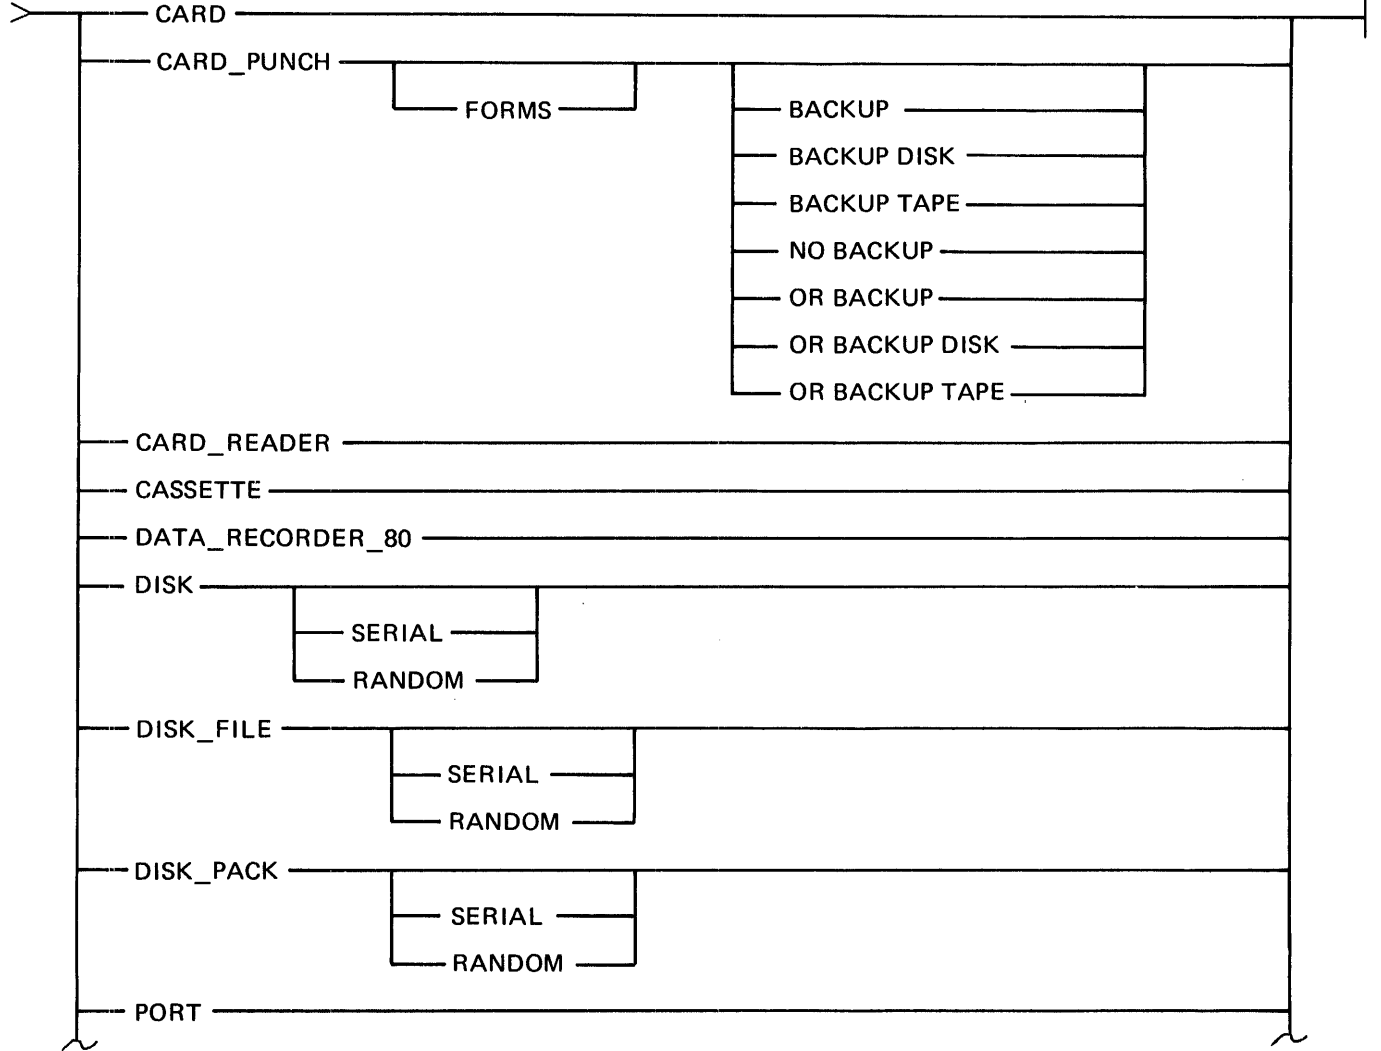 CARD
CARD_PUNCH
FORMS
BACKUP
BACKUP DISK
BACKUP TAPE
NO BACKUP
OR BACKUP
OR BACKUP DISK
OR BACKUP TAPE
CARD_READER
CASSETTE
DATA_RECORDER_80
DISK
SERIAL
RANDOM
DISK_FILE
SERIAL
RANDOM
DISK_PACK
SERIAL
RANDOM
PORT